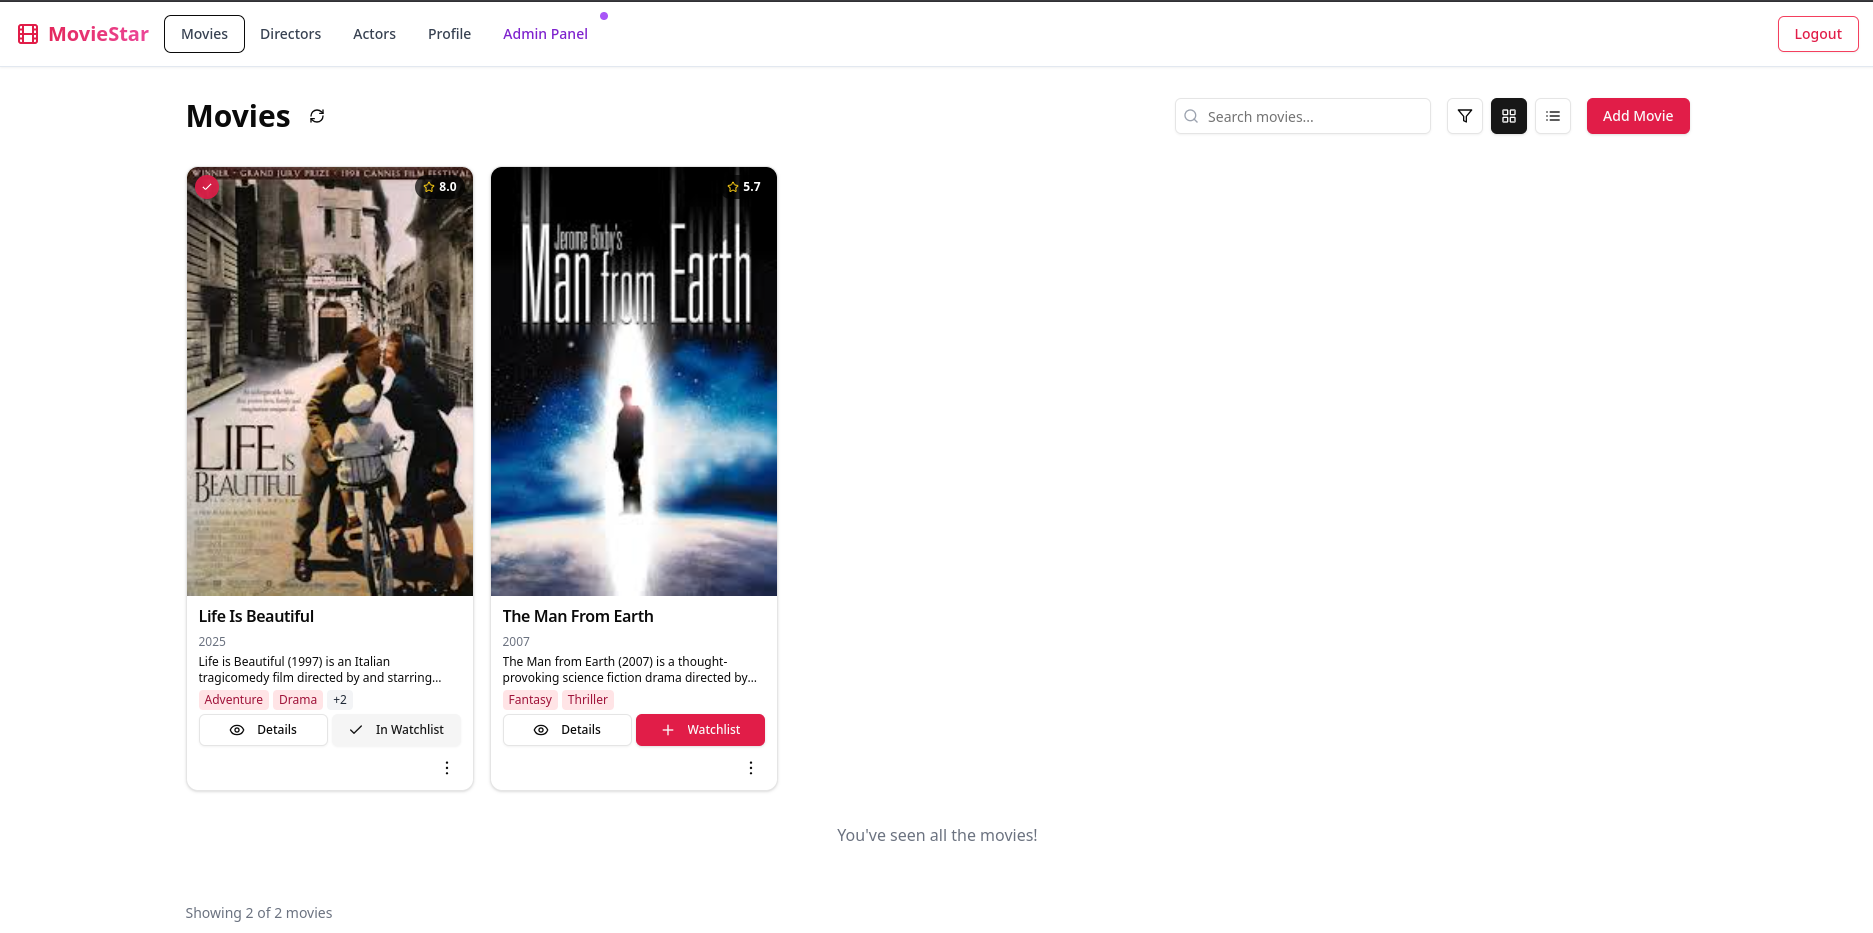 MovieStar
Movies
Directors
Actors
Profile
Admin Panel
Logout
Movies
Search movies...
Add Movie
WINNER - GRAND JURY PRIZE - 1998 CANNES FILM FESTIVAL
8.0
LIFE IS
BEAUTIFUL
Life Is Beautiful
2025
Life is Beautiful (1997) is an Italian
tragicomedy film directed by and starring...
Adventure
Drama
+2
Details
In Watchlist
5.7
Jerome Bixby's
Man from Earth
The Man From Earth
2007
The Man from Earth (2007) is a thought-
provoking science fiction drama directed by...
Fantasy
Thriller
Details
Watchlist
You've seen all the movies!
Showing 2 of 2 movies